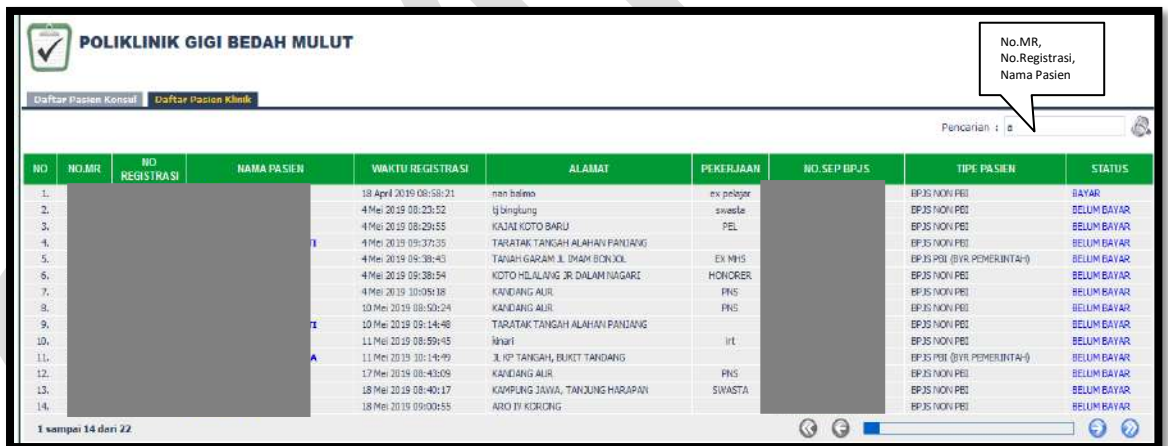 POLIKLINIK GIGI BEDAH MULUT
No.MR,
No.Registrasi,
Nama Pasien
Daftar Pasien Konsul Daftar Pasien Klinik
Pencarian : a
NO NO.MR NO REGISTRASI NAMA PASIEN WAKTU REGISTRASI ALAMAT PEKERJAAN NO.SEP BPJS TIPE PASIEN STATUS
1. 18 April 2019 08:58:21 nan balimo ex pelajar BPJS NON PBI BAYAR
2. 4 Mei 2019 08:23:52 tj bingkung swasta BPJS NON PBI BELUM BAYAR
3. 4 Mei 2019 08:29:55 KAJAI KOTO BARU PEL BPJS NON PBI BELUM BAYAR
4. TI 4 Mei 2019 09:37:35 TARATAK TANGAH ALAHAN PANJANG BPJS NON PBI BELUM BAYAR
5. 4 Mei 2019 09:38:43 TANAH GARAM JL IMAM BONJOL EX MHS BPJS PBI (BYR PEMERINTAH) BELUM BAYAR
6. 4 Mei 2019 09:38:54 KOTO HILALANG JR DALAM NAGARI HONORER BPJS NON PBI BELUM BAYAR
7. 4 Mei 2019 10:05:18 KANDANG AUR PNS BPJS NON PBI BELUM BAYAR
8. 10 Mei 2019 08:50:24 KANDANG AUR PNS BPJS NON PBI BELUM BAYAR
9. TI 10 Mei 2019 09:14:48 TARATAK TANGAH ALAHAN PANJANG BPJS NON PBI BELUM BAYAR
10. 11 Mei 2019 08:59:45 kinari irt BPJS NON PBI BELUM BAYAR
11. A 11 Mei 2019 10:14:49 JL KP TANGAH, BUKIT TANDANG BPJS PBI (BYR PEMERINTAH) BELUM BAYAR
12. 17 Mei 2019 08:43:09 KANDANG AUR PNS BPJS NON PBI BELUM BAYAR
13. 18 Mei 2019 08:40:17 KAMPUNG JAWA, TANJUNG HARAPAN SWASTA BPJS NON PBI BELUM BAYAR
14. 18 Mei 2019 09:00:55 ARO IV KORONG BPJS NON PBI BELUM BAYAR
1 sampai 14 dari 22